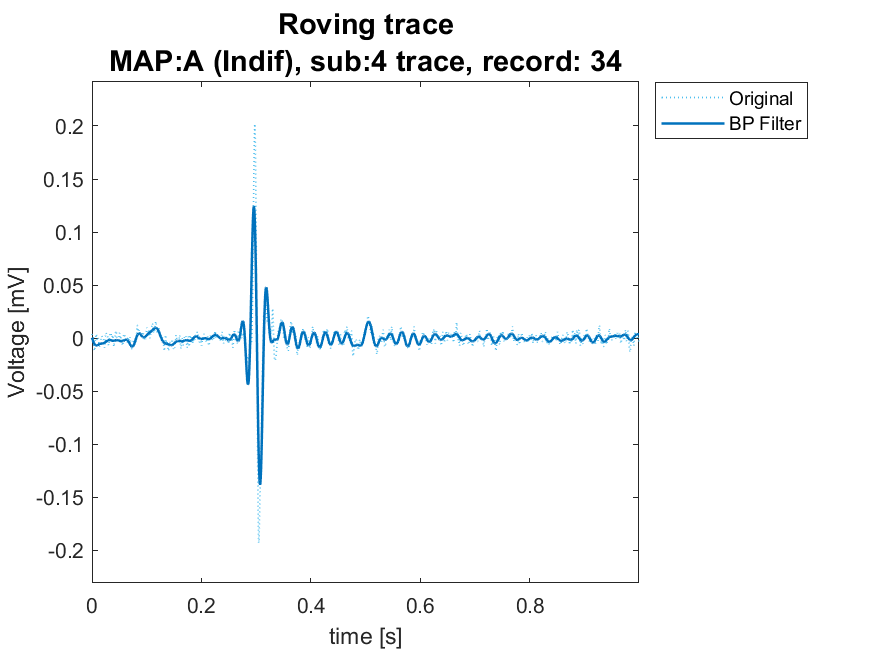 Roving trace
MAP:A (Indif), sub:4 trace, record: 34
Original
BP Filter
Voltage [mV]
0.2
0.15
0.1
0.05
0
-0.05
-0.1
-0.15
-0.2
0
0.2
0.4
0.6
0.8
time [s]